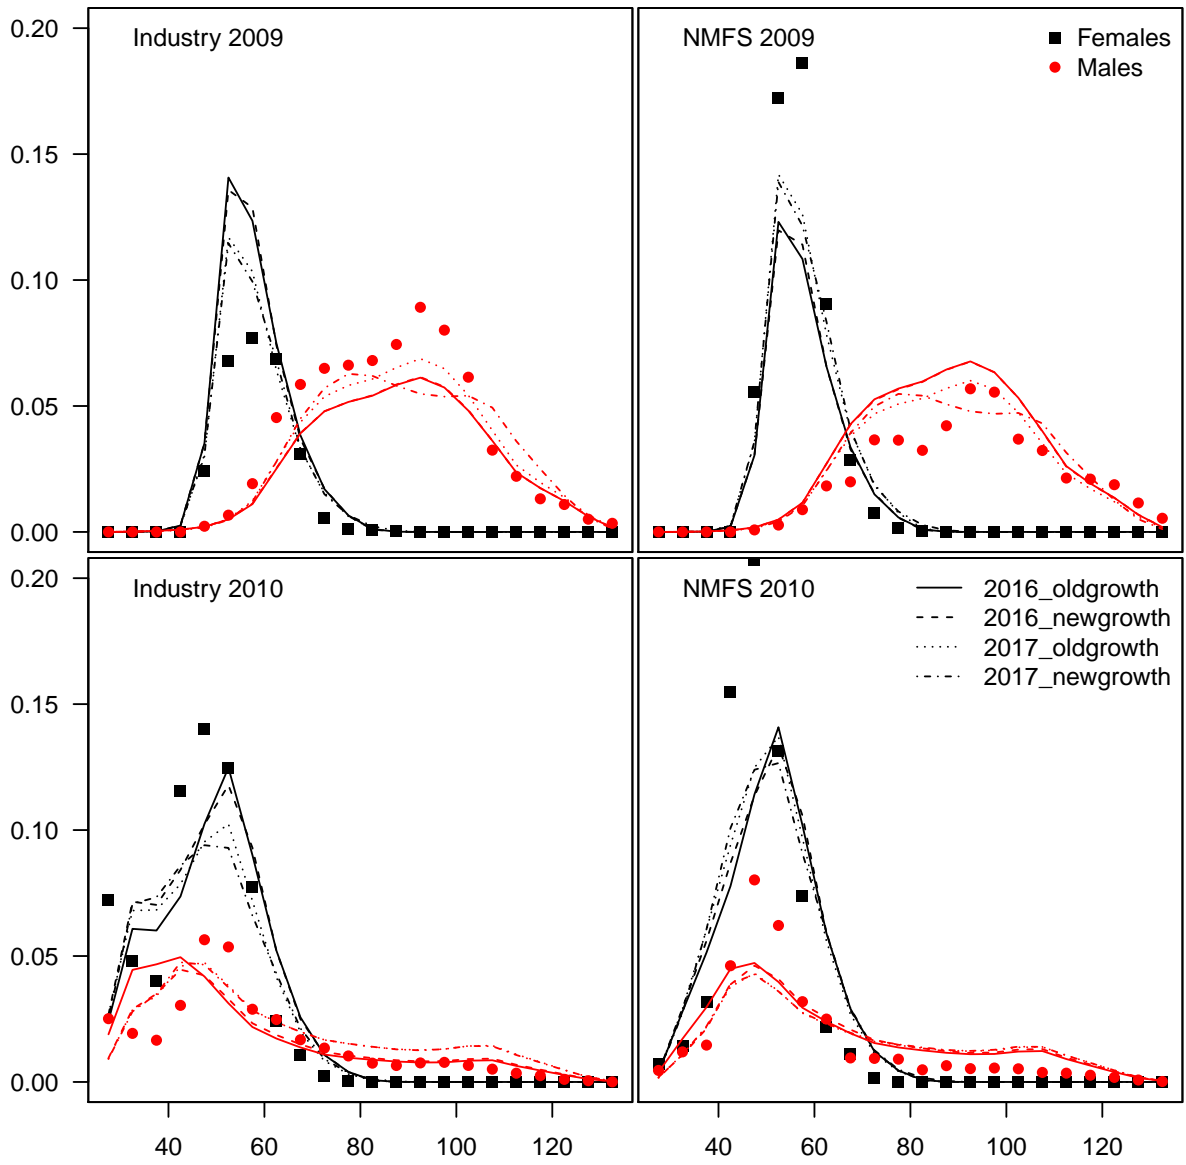 0.20
Industry 2009
NMFS 2009
Females
Males
0.15
0.10
0.05
0.00
0.20
Industry 2010
NMFS 2010
2016_oldgrowth
2016_newgrowth
2017_oldgrowth
2017_newgrowth
0.15
0.10
0.05
0.00
40 60 80 100 120
40 60 80 100 120